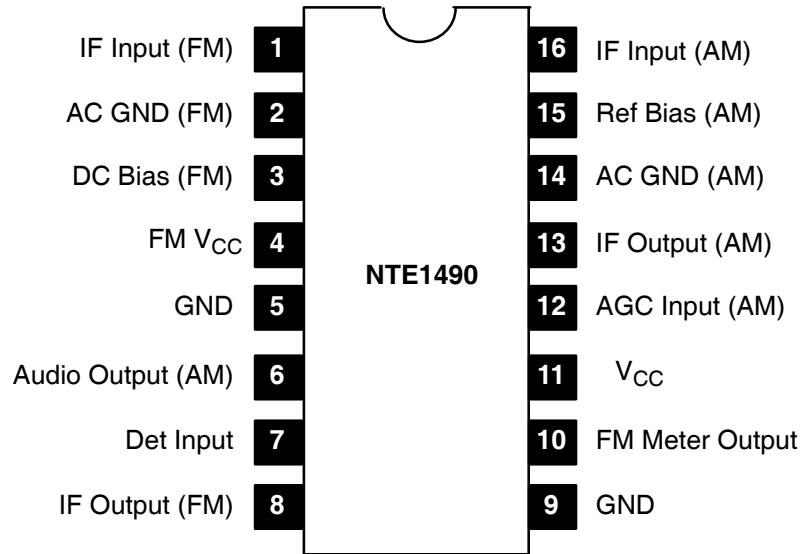 IF Input (FM) 1
AC GND (FM) 2
DC Bias (FM) 3
FM VCC 4
GND 5
Audio Output (AM) 6
Det Input 7
IF Output (FM) 8
NTE1490
16 IF Input (AM)
15 Ref Bias (AM)
14 AC GND (AM)
13 IF Output (AM)
12 AGC Input (AM)
11 VCC
10 FM Meter Output
9 GND